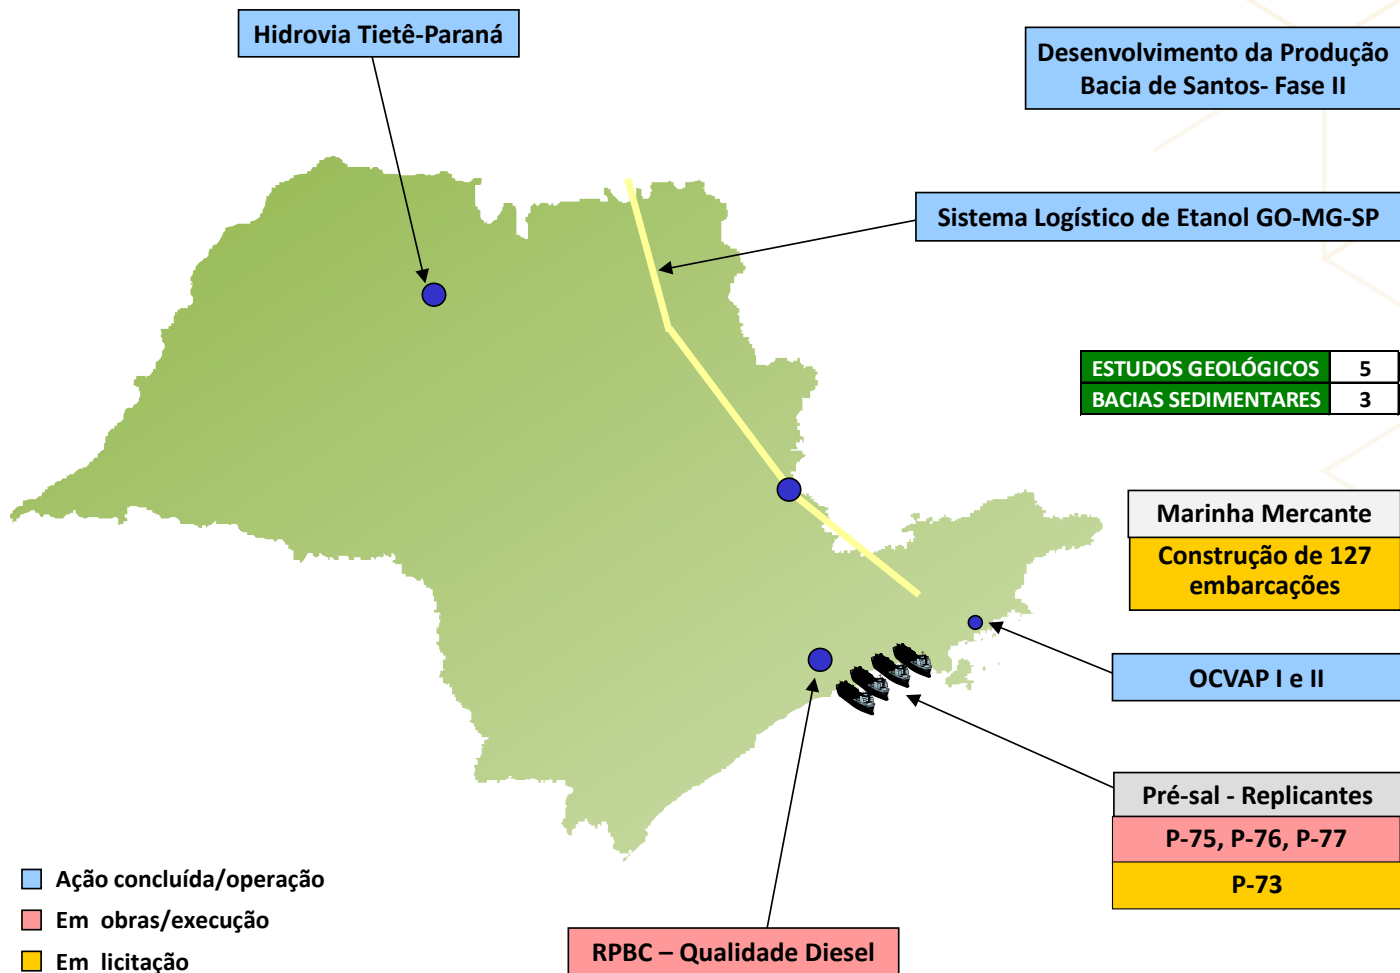 Hidrovia Tietê-Paraná
Desenvolvimento da Produção
Bacia de Santos- Fase II
Sistema Logístico de Etanol GO-MG-SP
ESTUDOS GEOLÓGICOS 5
BACIAS SEDIMENTARES 3
Marinha Mercante
Construção de 127
embarcações
OCVAP I e II
Pré-sal - Replicantes
P-75, P-76, P-77
P-73
Ação concluída/operação
Em obras/execução
Em licitação
RPBC – Qualidade Diesel